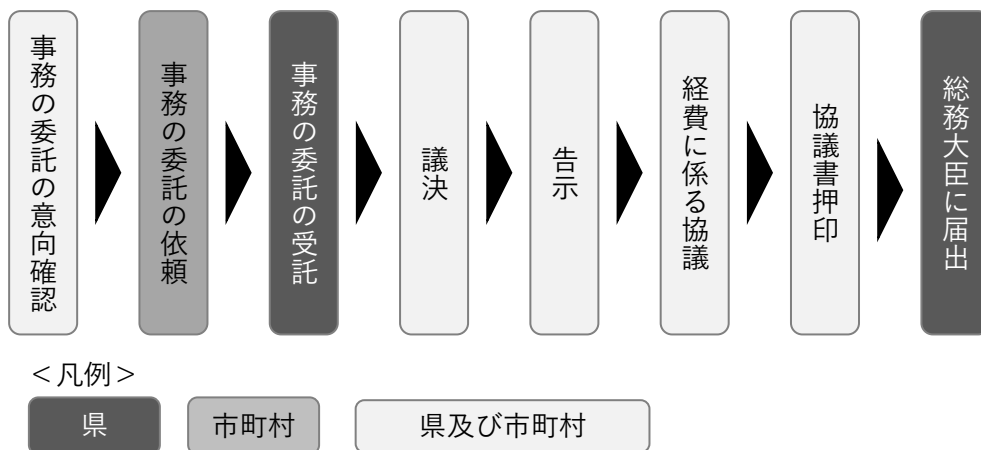 事務の委託の意向確認
事務の委託の依頼
事務の委託の受託
議決
告示
経費に係る協議
協議書押印
総務大臣に届出
＜凡例＞
県
市町村
県及び市町村